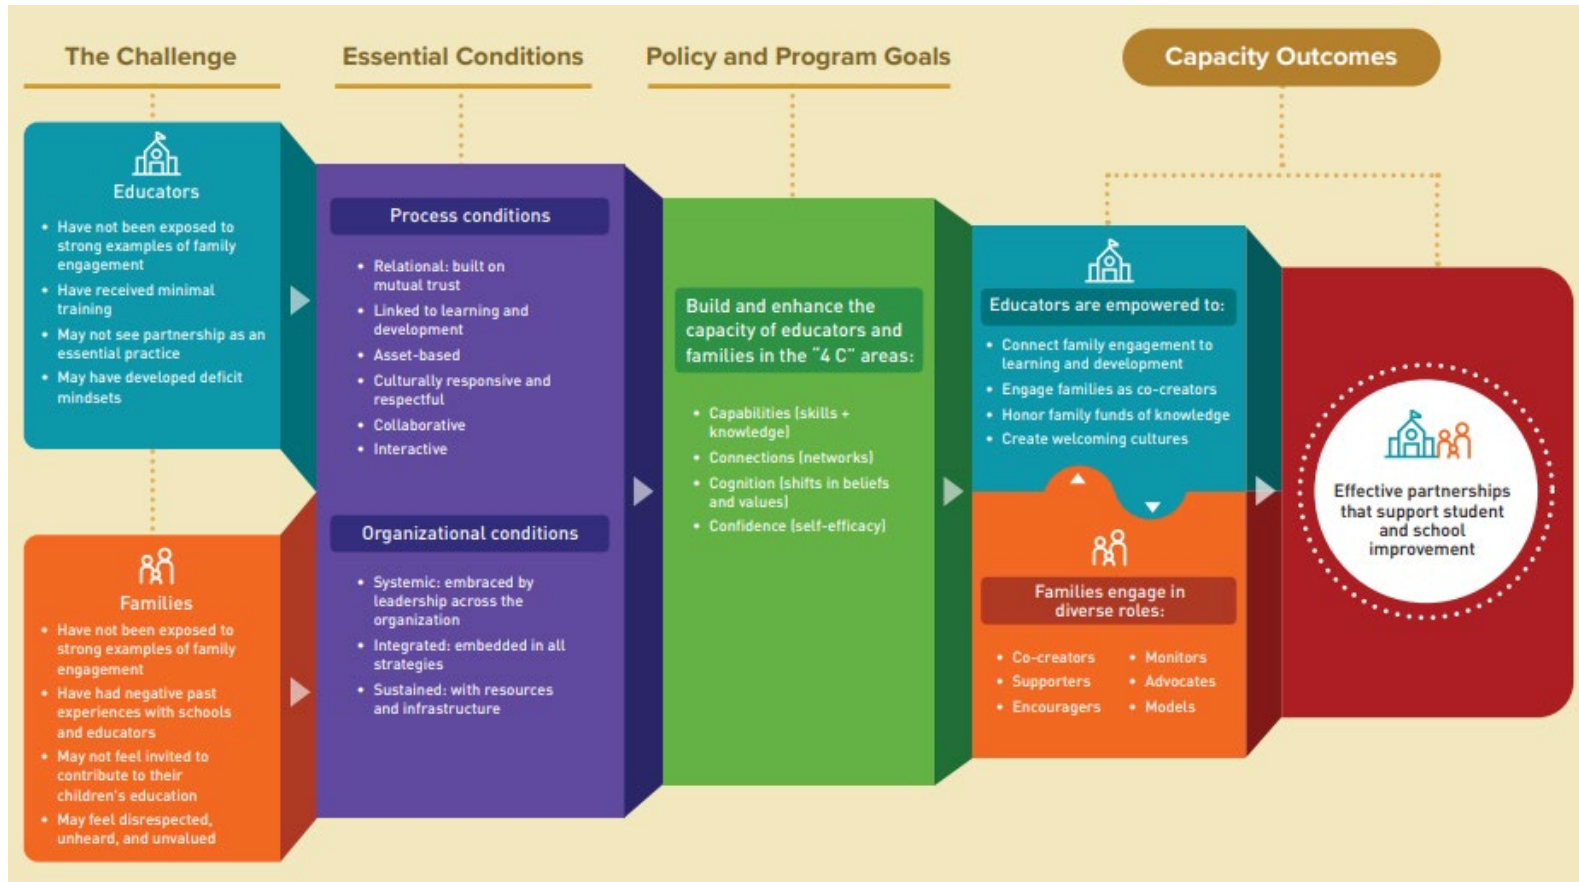 The Challenge
Educators
• Have not been exposed to
strong examples of family
engagement
• Have received minimal
training
• May not see partnership as an
essential practice
• May have developed deficit
mindsets
Families
• Have not been exposed to
strong examples of family
engagement
• Have had negative past
experiences with schools
and educators
• May not feel invited to
contribute to their
children's education
• May feel disrespected,
unheard, and unvalued
Essential Conditions
Process conditions
• Relational: built on
mutual trust
• Linked to learning and
development
• Asset-based
• Culturally responsive and
respectful
• Collaborative
• Interactive
Organizational conditions
• Systemic: embraced by
leadership across the
organization
• Integrated: embedded in all
strategies
• Sustained: with resources
and infrastructure
Policy and Program Goals
Build and enhance the
capacity of educators and
families in the “4 C” areas:
• Capabilities (skills +
knowledge)
• Connections (networks)
• Cognition (shifts in beliefs
and values)
• Confidence (self-efficacy)
Capacity Outcomes
Educators are empowered to:
• Connect family engagement to
learning and development
• Engage families as co-creators
• Honor family funds of knowledge
• Create welcoming cultures
Families engage in
diverse roles:
• Co-creators
• Supporters
• Encouragers
• Monitors
• Advocates
• Models
Effective partnerships
that support student
and school
improvement